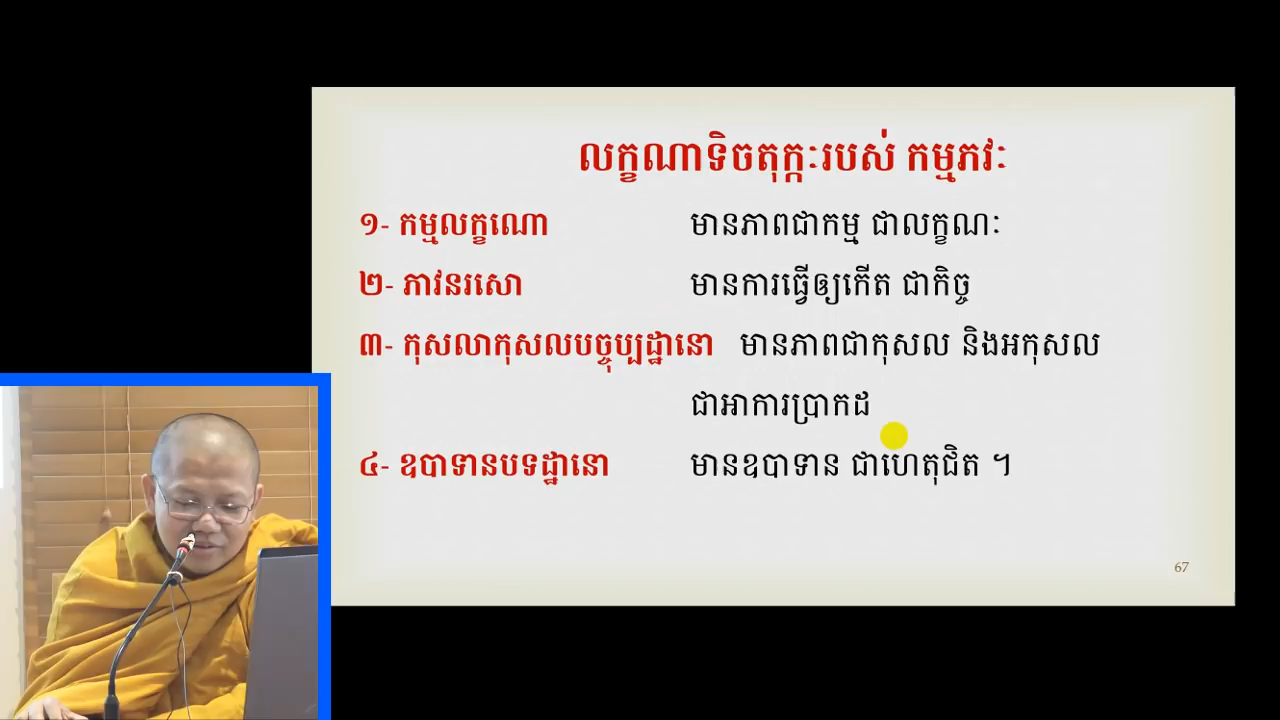 លក្ខណាទិចតុក្កៈរបស់ កម្មភវៈ
១- កម្មលក្ខណោ មានភាពជាកម្ម ជាលក្ខណៈ
២- ភាវនរសោ មានការធ្វើឲ្យកើត ជាកិច្ច
៣- កុសលាកុសលបច្ចុប្បដ្ឋានោ មានភាពជាកុសល និងអកុសល
ជាអាការប្រាកដ
៤- ឧបាទានបទដ្ឋានោ មានឧបាទាន ជាហេតុជិត ។
67